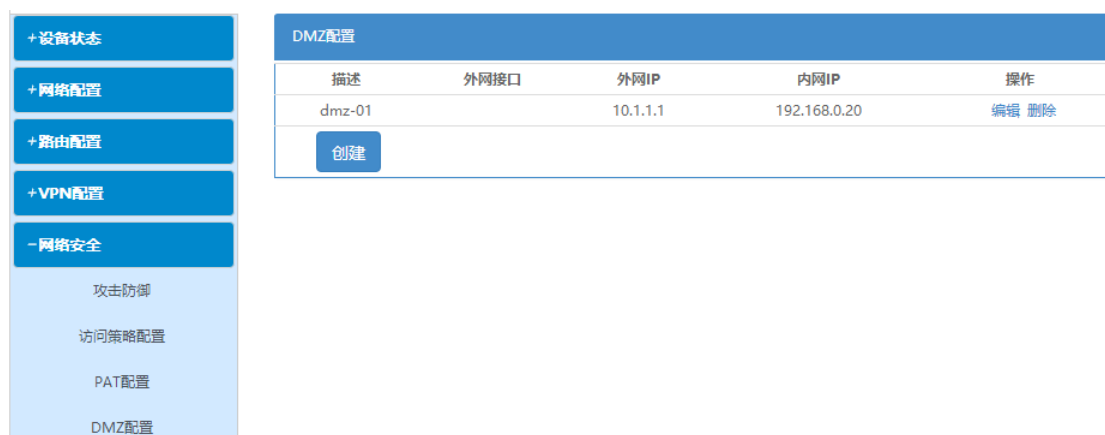 +设备状态
+网络配置
+路由配置
+VPN配置
-网络安全
攻击防御
访问策略配置
PAT配置
DMZ配置
DMZ配置
描述 外网接口 外网IP 内网IP 操作
dmz-01 10.1.1.1 192.168.0.20 编辑 删除
创建